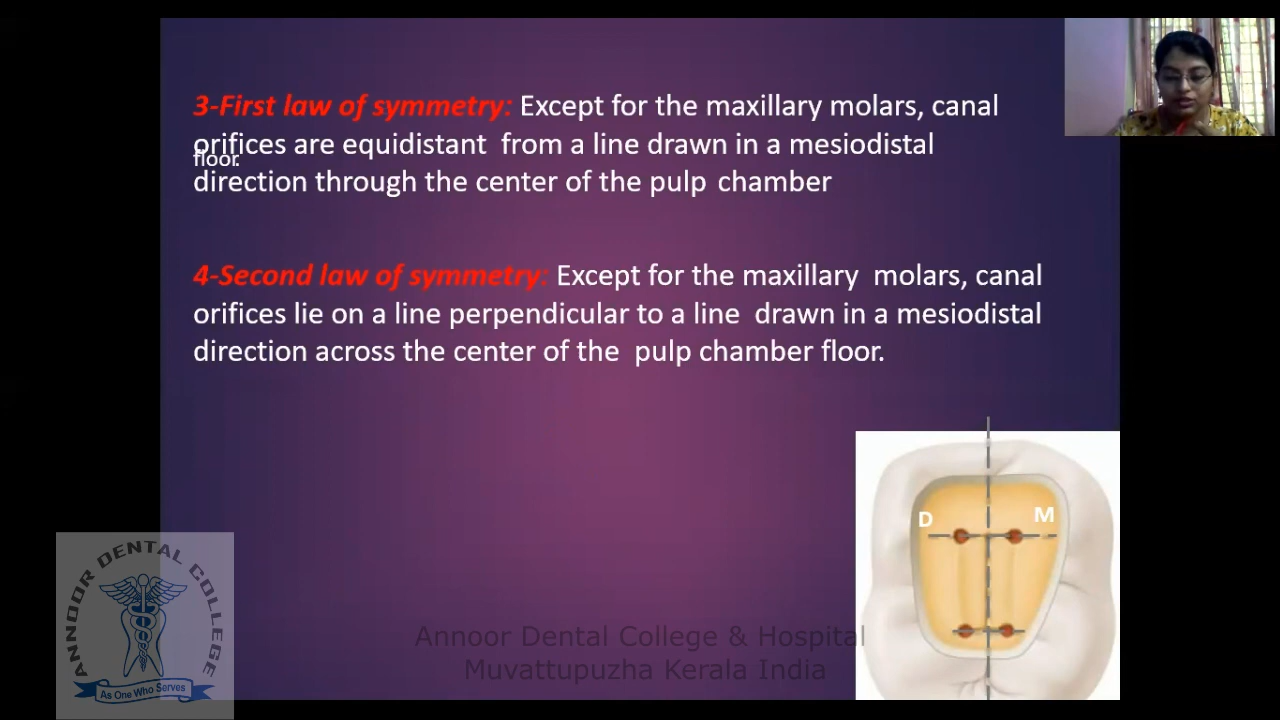 3-First law of symmetry: Except for the maxillary molars, canal
orifices are equidistant from a line drawn in a mesiodistal
floor.
direction through the center of the pulp chamber
4-Second law of symmetry: Except for the maxillary molars, canal
orifices lie on a line perpendicular to a line drawn in a mesiodistal
direction across the center of the pulp chamber floor.
D
M
ANNOOR DENTAL COLLEGE
As One Who Serves
Annoor Dental College & Hospital
Muvattupuzha Kerala India